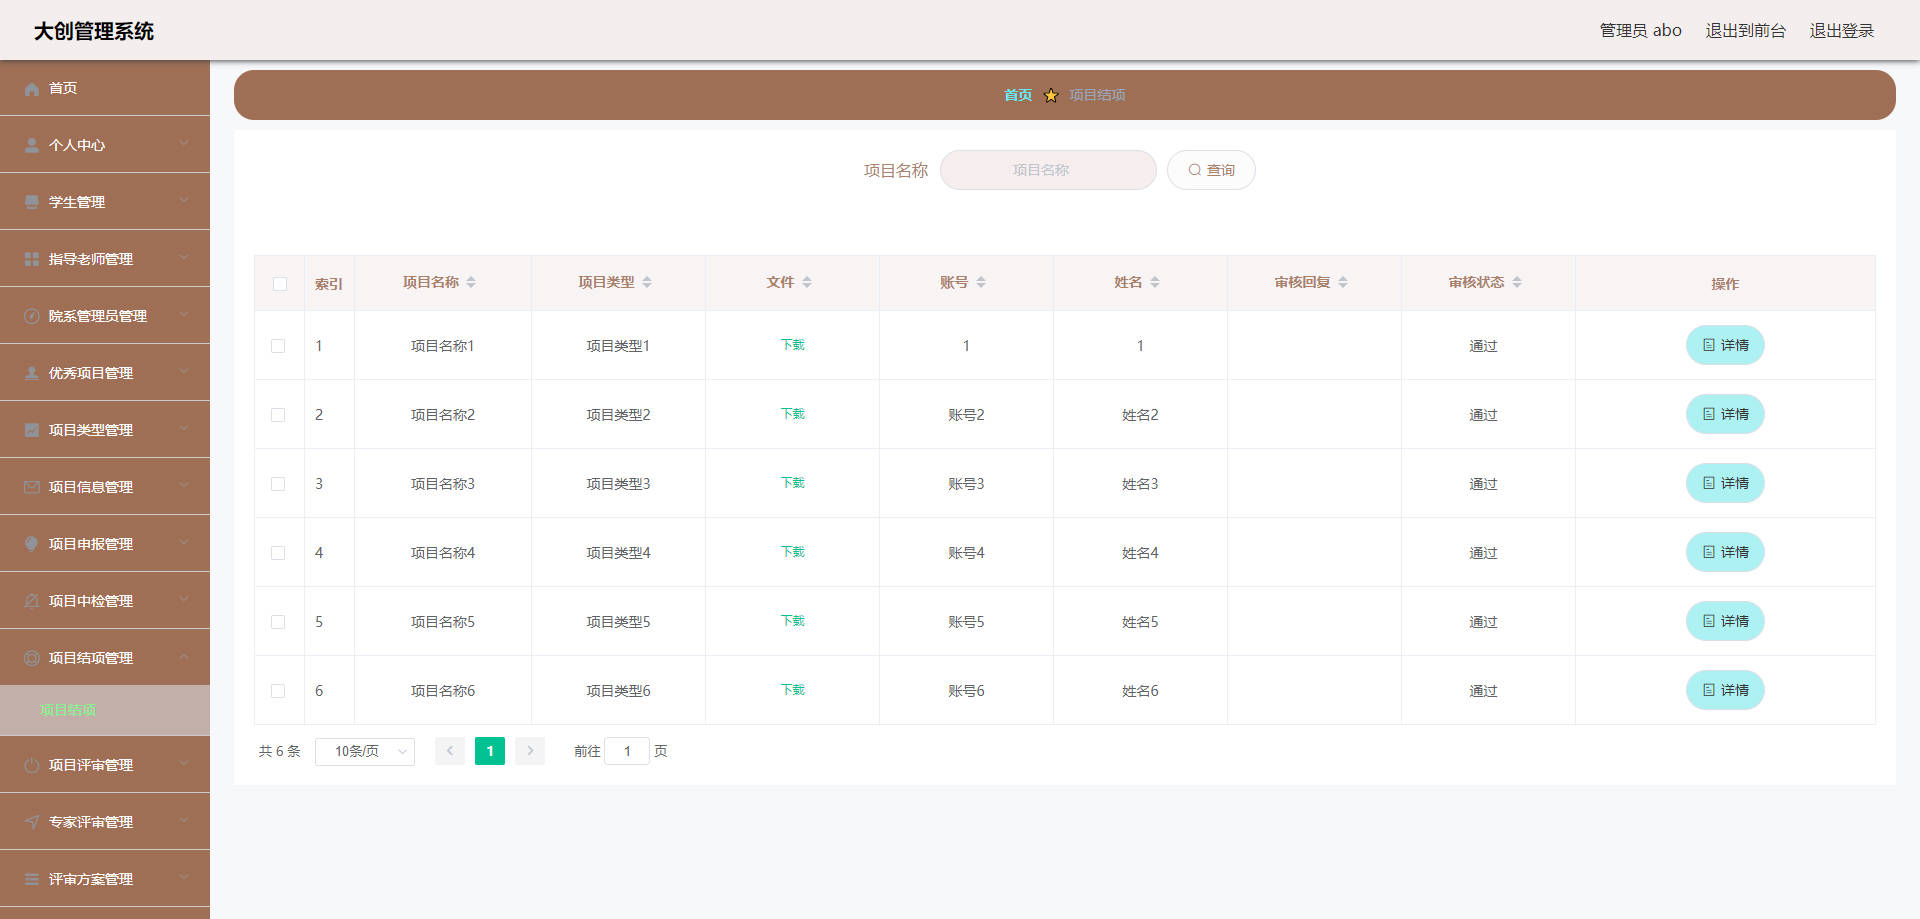 大创管理系统
管理员 abo 退出到前台 退出登录
首页
个人中心
学生管理
指导老师管理
院系管理员管理
优秀项目管理
项目类型管理
项目信息管理
项目申报管理
项目中检管理
项目结项管理
项目结项
项目评审管理
专家评审管理
评审方案管理
首页 项目结项
项目名称 项目名称 查询
索引 项目名称 项目类型 文件 账号 姓名 审核回复 审核状态 操作
1 项目名称1 项目类型1 下载 1 1 通过 详情
2 项目名称2 项目类型2 下载 账号2 姓名2 通过 详情
3 项目名称3 项目类型3 下载 账号3 姓名3 通过 详情
4 项目名称4 项目类型4 下载 账号4 姓名4 通过 详情
5 项目名称5 项目类型5 下载 账号5 姓名5 通过 详情
6 项目名称6 项目类型6 下载 账号6 姓名6 通过 详情
共 6 条 10条/页 1 前往 1 页